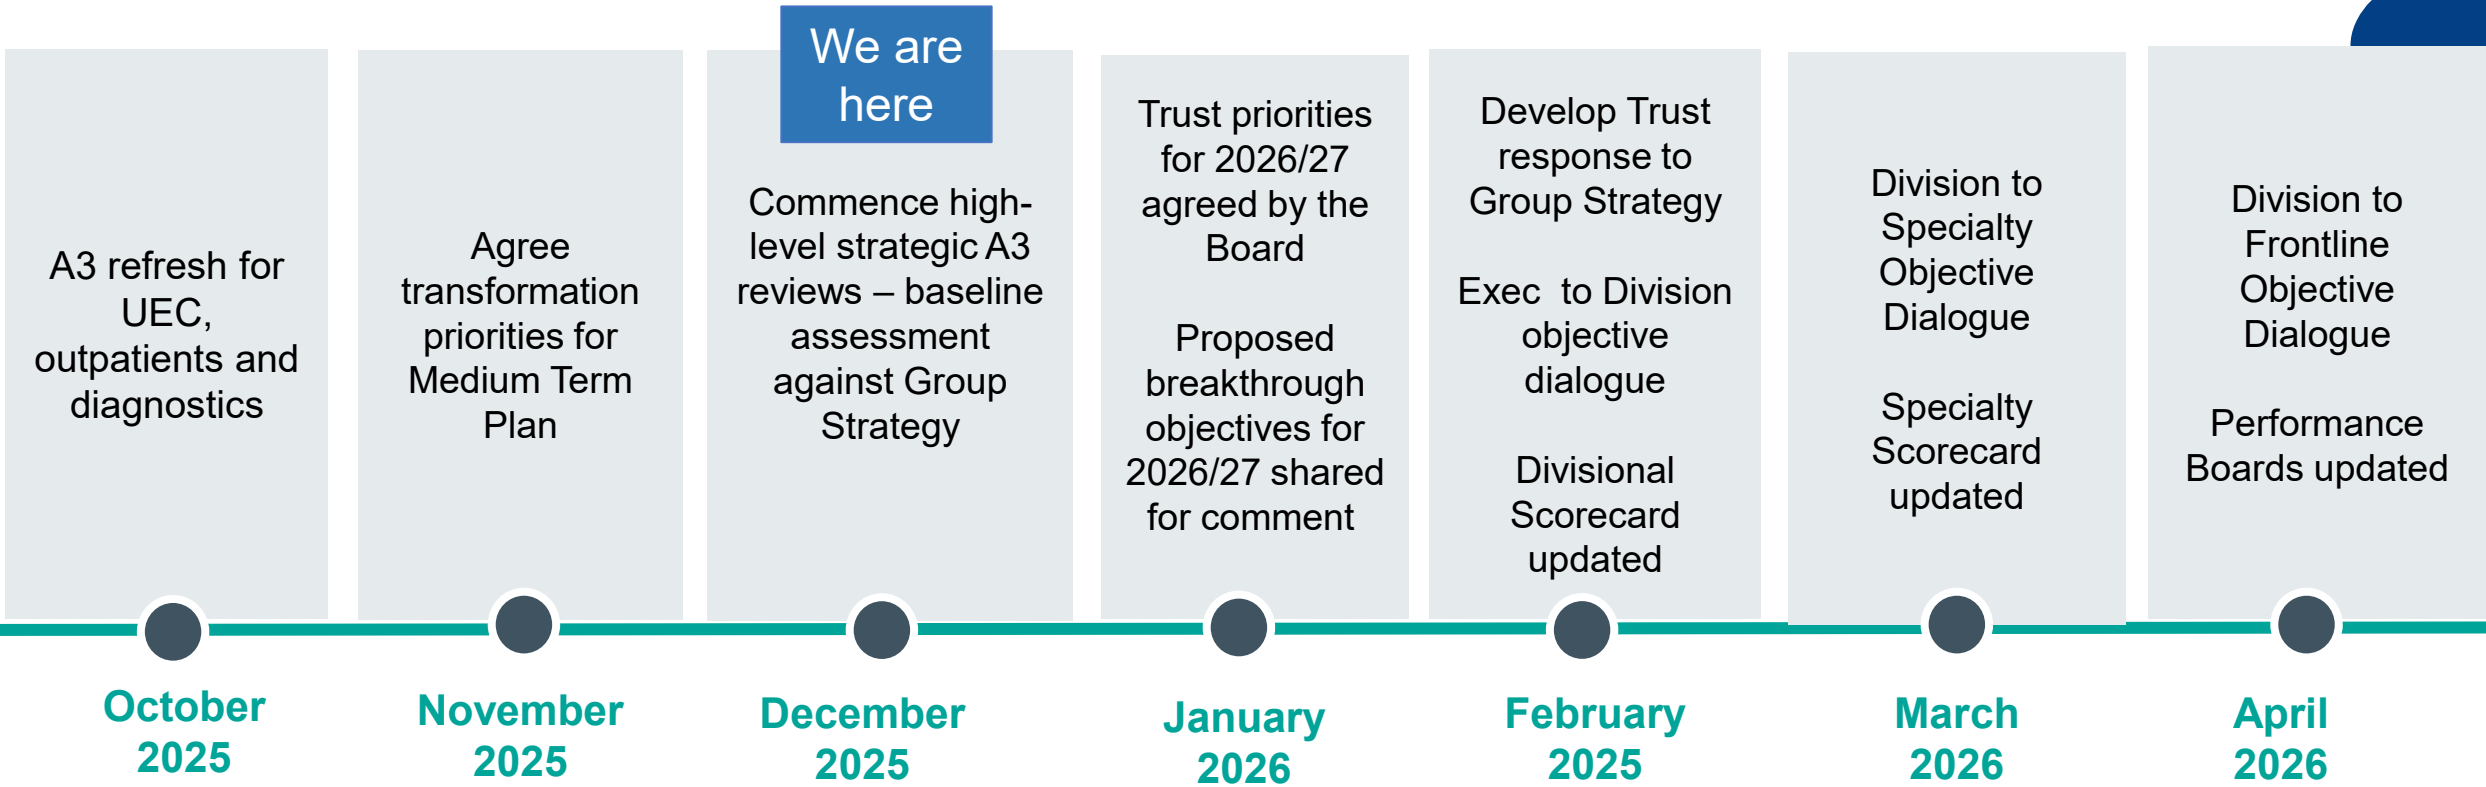 We are
here
A3 refresh for
UEC,
outpatients and
diagnostics
Agree
transformation
priorities for
Medium Term
Plan
Commence high-
level strategic A3
reviews – baseline
assessment
against Group
Strategy
Trust priorities
for 2026/27
agreed by the
Board
Proposed
breakthrough
objectives for
2026/27 shared
for comment
Develop Trust
response to
Group Strategy
Exec  to Division
objective
dialogue
Divisional
Scorecard
updated
Division to
Specialty
Objective
Dialogue
Specialty
Scorecard
updated
Division to
Frontline
Objective
Dialogue
Performance
Boards updated
October
2025
November
2025
December
2025
January
2026
February
2025
March
2026
April
2026